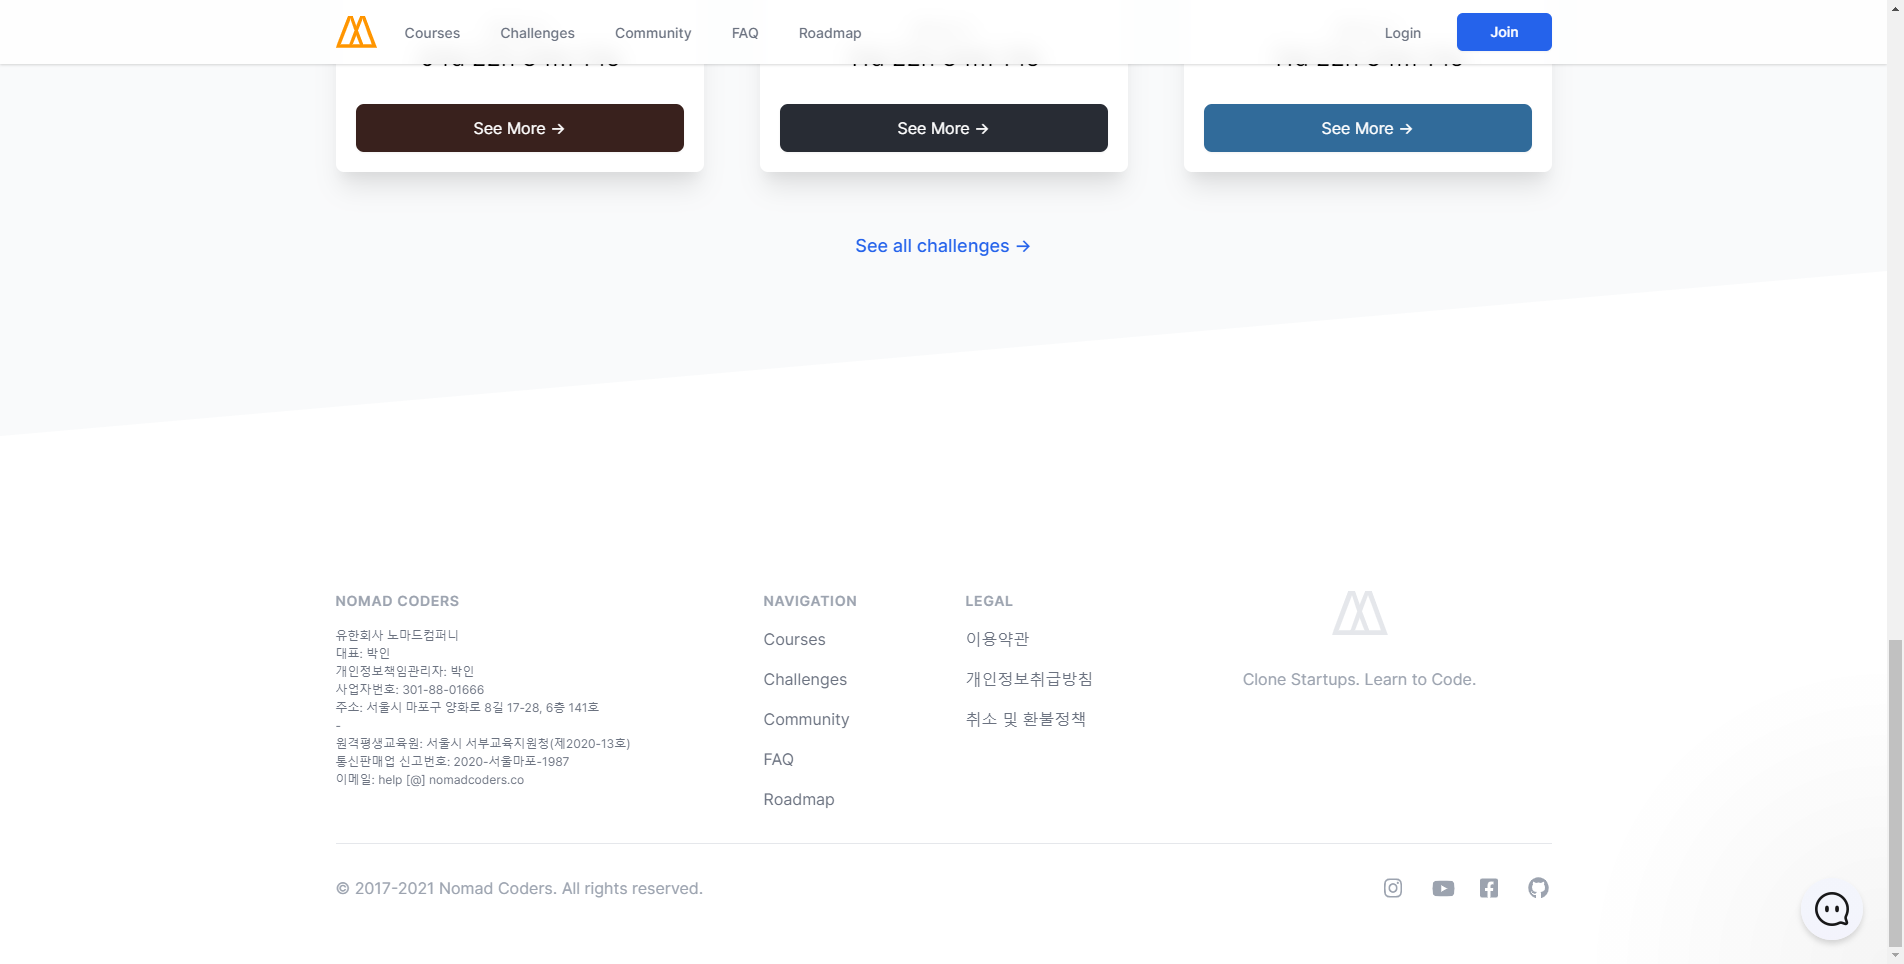 Courses Challenges Community FAQ Roadmap Login Join
See More → See More → See More →
See all challenges →
NOMAD CODERS
유한회사 노마드컴퍼니
대표: 박인
개인정보책임관리자: 박인
사업자번호: 301-88-01666
주소: 서울시 마포구 양화로 8길 17-28, 6층 141호
-
원격평생교육원: 서울시 서부교육지원청(제2020-13호)
통신판매업 신고번호: 2020-서울마포-1987
이메일: help [@] nomadcoders.co
NAVIGATION
Courses
Challenges
Community
FAQ
Roadmap
LEGAL
이용약관
개인정보취급방침
취소 및 환불정책
Clone Startups. Learn to Code.
© 2017-2021 Nomad Coders. All rights reserved.